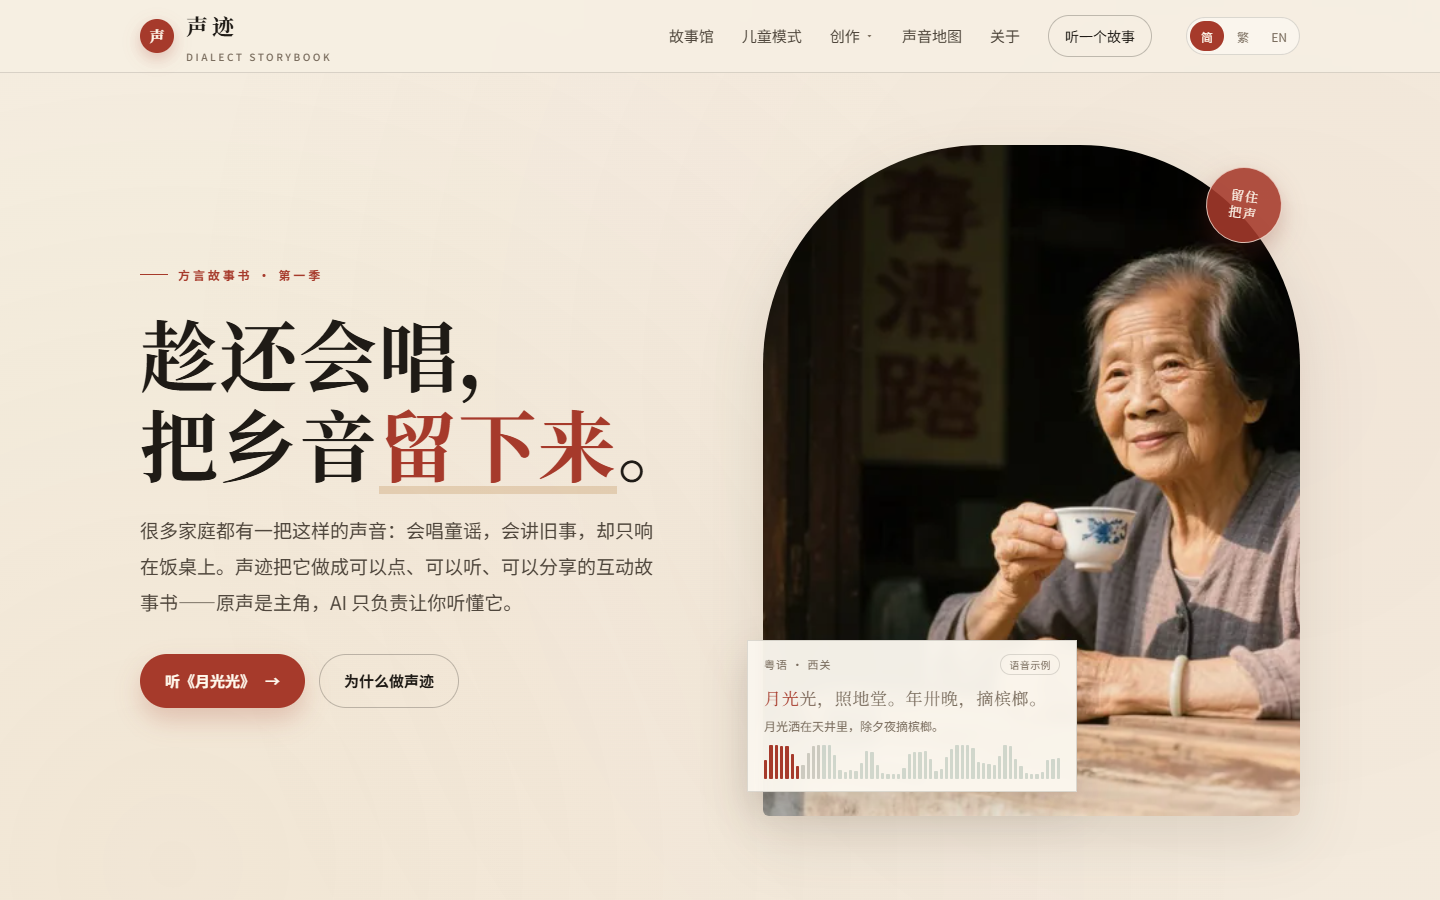 声
声迹
DIALECT STORYBOOK
故事馆
儿童模式
创作
声音地图
关于
听一个故事
简
繁
EN
方言故事书 · 第一季
趁还会唱，
把乡音留下来。
很多家庭都有一把这样的声音：会唱童谣，会讲旧事，却只响
在饭桌上。声迹把它做成可以点、可以听、可以分享的互动故
事书——原声是主角，AI 只负责让你听懂它。
听《月光光》 →
为什么做声迹
留住
把声
粤语 · 西关
语音示例
月光光，照地堂。年卅晚，摘槟榔。
月光洒在天井里，除夕夜摘槟榔。